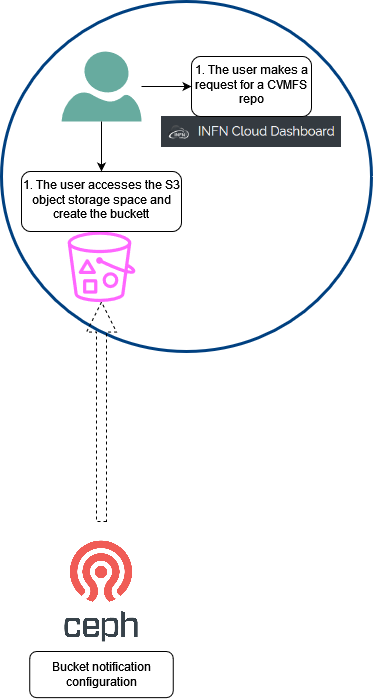 1. The user makes a
request for a CVMFS
repo
INFN Cloud Dashboard
1. The user accesses the S3
object storage space and
create the buckett
ceph
Bucket notification
configuration